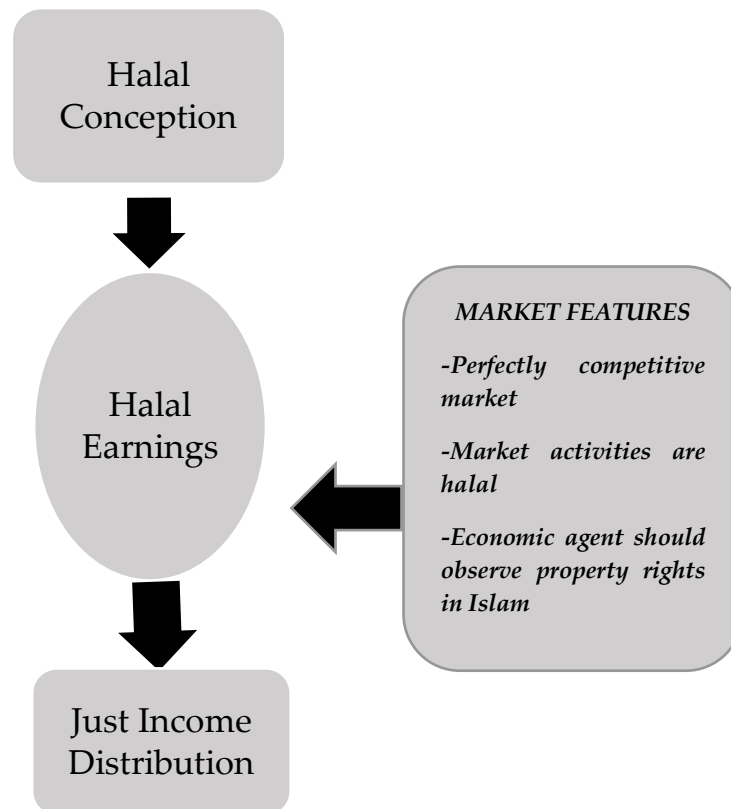 Halal
Conception
Halal
Earnings
MARKET FEATURES
-Perfectly competitive
market
-Market activities are
halal
-Economic agent should
observe property rights
in Islam
Just Income
Distribution